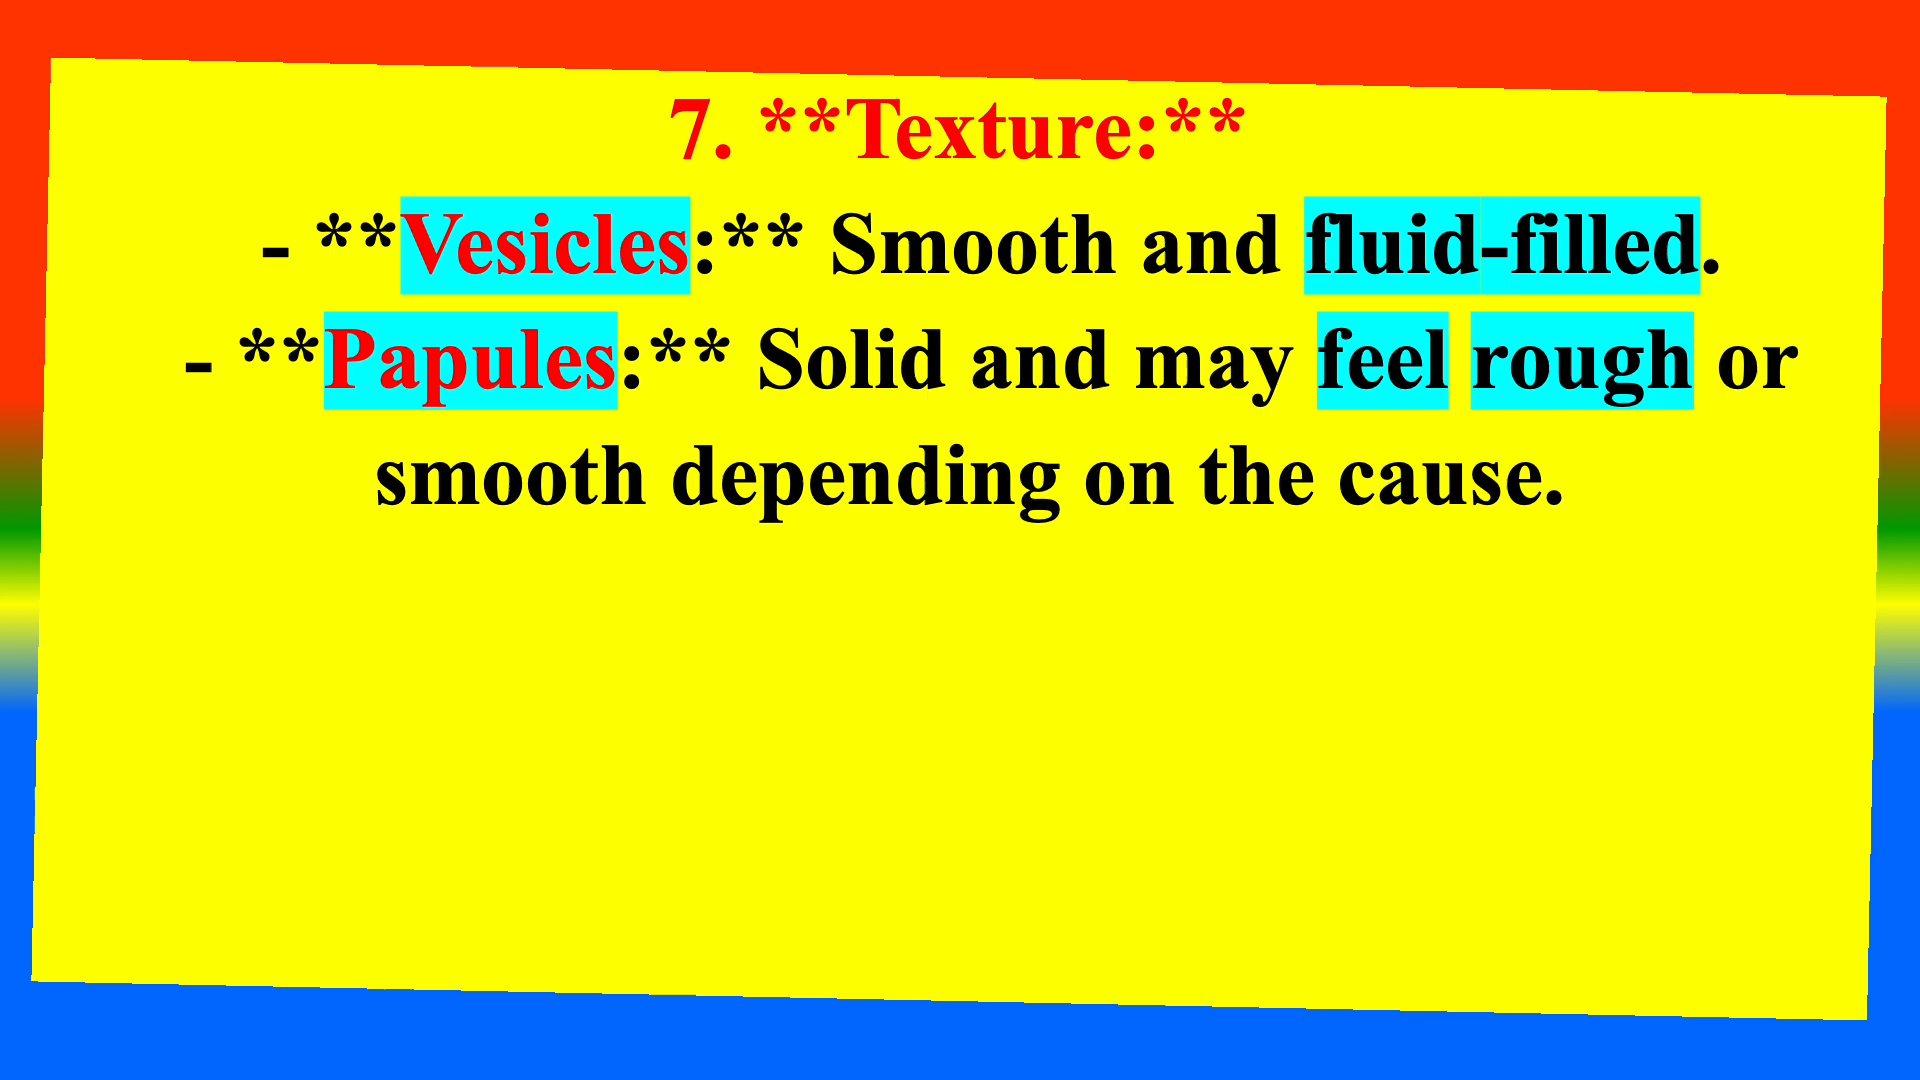 7. **Texture:**
- **Vesicles:** Smooth and fluid-filled.
- **Papules:** Solid and may feel rough or
smooth depending on the cause.